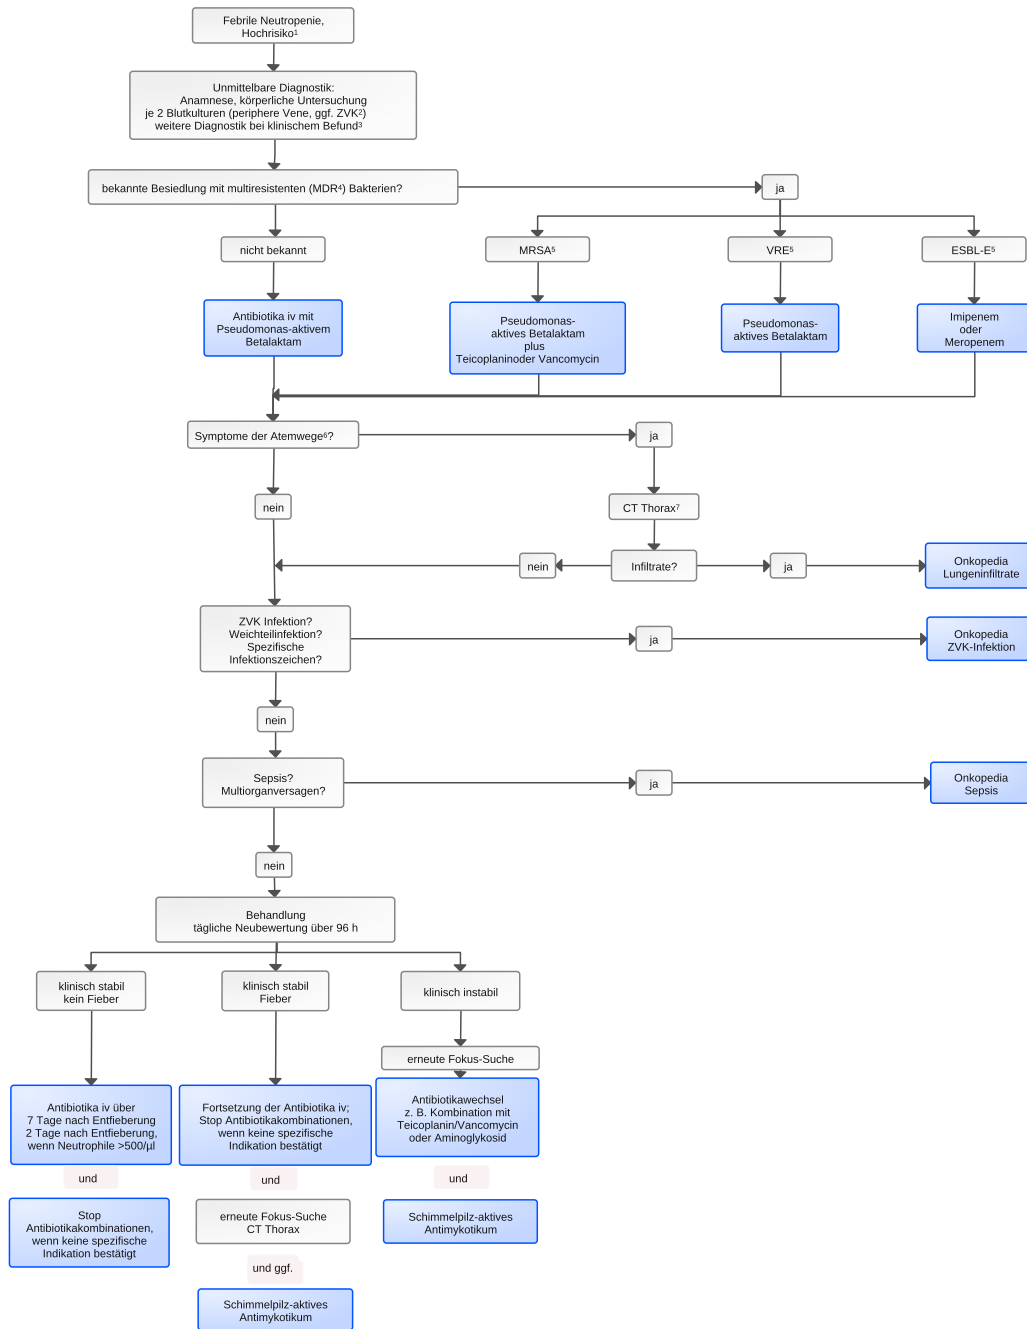 Febrile Neutropenie,
Hochrisiko¹
Unmittelbare Diagnostik:
Anamnese, körperliche Untersuchung
je 2 Blutkulturen (periphere Vene, ggf. ZVK²)
weitere Diagnostik bei klinischem Befund³
bekannte Besiedlung mit multiresistenten (MDR⁴) Bakterien?
ja
nicht bekannt
MRSA⁵
VRE⁵
ESBL-E⁵
Antibiotika iv mit
Pseudomonas-aktivem
Betalaktam
Pseudomonas-
aktives Betalaktam
plus
Teicoplaninoder Vancomycin
Pseudomonas-
aktives Betalaktam
Imipenem
oder
Meropenem
Symptome der Atemwege⁶?
ja
nein
CT Thorax⁷
nein
Infiltrate?
ja
Onkopedia
Lungeninfiltrate
ZVK Infektion?
Weichteilinfektion?
Spezifische
Infektionszeichen?
ja
Onkopedia
ZVK-Infektion
nein
Sepsis?
Multiorganversagen?
ja
Onkopedia
Sepsis
nein
Behandlung
tägliche Neubewertung über 96 h
klinisch stabil
kein Fieber
klinisch stabil
Fieber
klinisch instabil
erneute Fokus-Suche
Antibiotika iv über
7 Tage nach Entfieberung
2 Tage nach Entfieberung,
wenn Neutrophile >500/µl
Fortsetzung der Antibiotika iv;
Stop Antibiotikakombinationen,
wenn keine spezifische
Indikation bestätigt
Antibiotikawechsel
z. B. Kombination mit
Teicoplanin/Vancomycin
oder Aminoglykosid
und
und
und
Stop
Antibiotikakombinationen,
wenn keine spezifische
Indikation bestätigt
erneute Fokus-Suche
CT Thorax
Schimmelpilz-aktives
Antimykotikum
und ggf.
Schimmelpilz-aktives
Antimykotikum